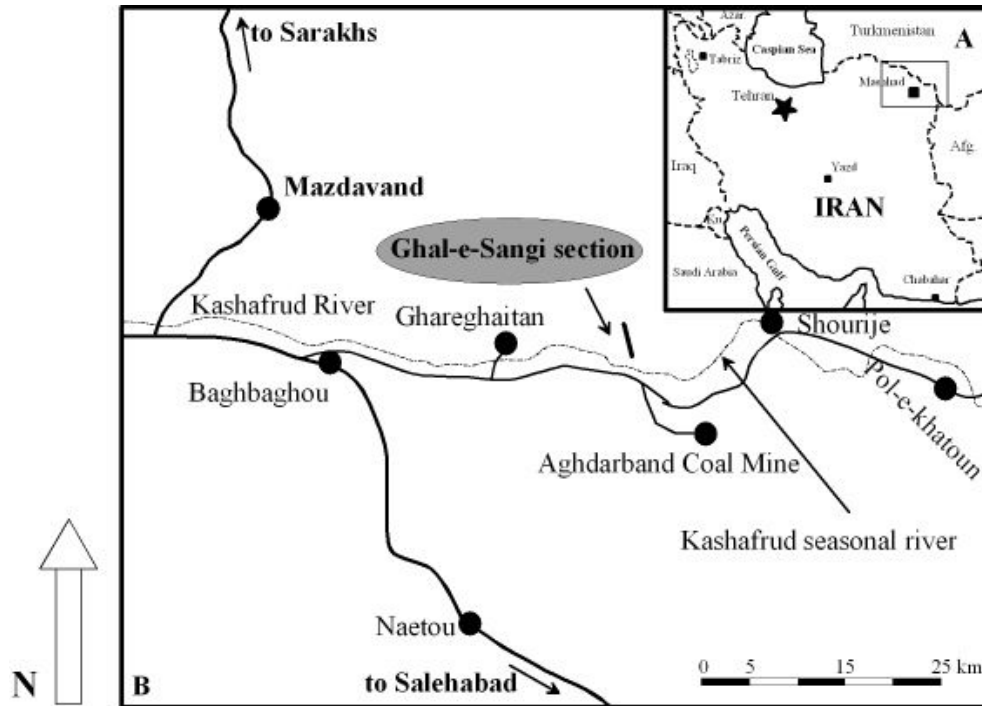 to Sarakhs
Mazdavand
Ghal-e-Sangi section
Kashafrud River
Ghareghaitan
Shourije
Baghbaghou
Pol-e-khatoun
Aghdarband Coal Mine
Kashafrud seasonal river
Naetou
to Salehabad
N
B
0 5 15 25 km
A
Azar.
Caspian Sea
Turkmenistan
Tabriz
Mashhad
Tehran
Iraq
Afg.
Yazd
IRAN
Ku.
Persian Gulf
Saudi Arabia
Chabahar